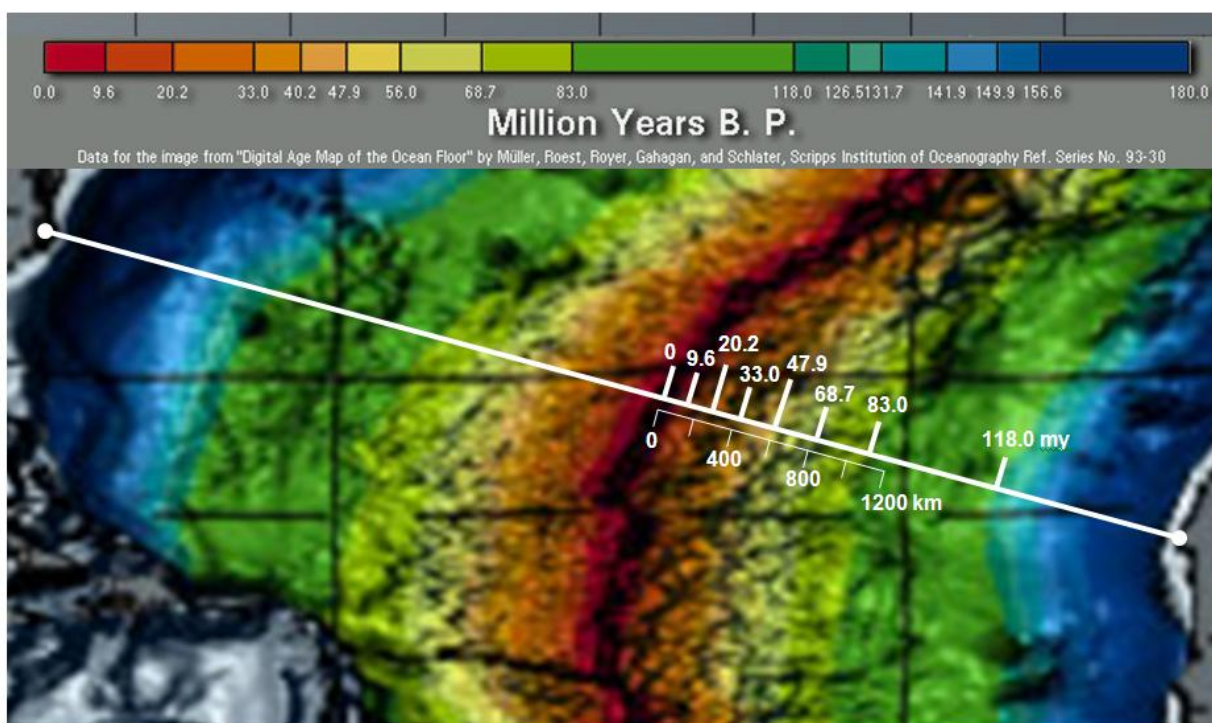 0.0 9.6 20.2 33.0 40.2 47.9 56.0 68.7 83.0 118.0 126.5 131.7 141.9 149.9 156.6 180.0
Million Years B. P.
Data for the image from "Digital Age Map of the Ocean Floor" by Müller, Roest, Royer, Gahagan, and Schlater, Scripps Institution of Oceanography Ref. Series No. 93-30
0 9.6 20.2 33.0 47.9 68.7 83.0 118.0 my
0 400 800 1200 km